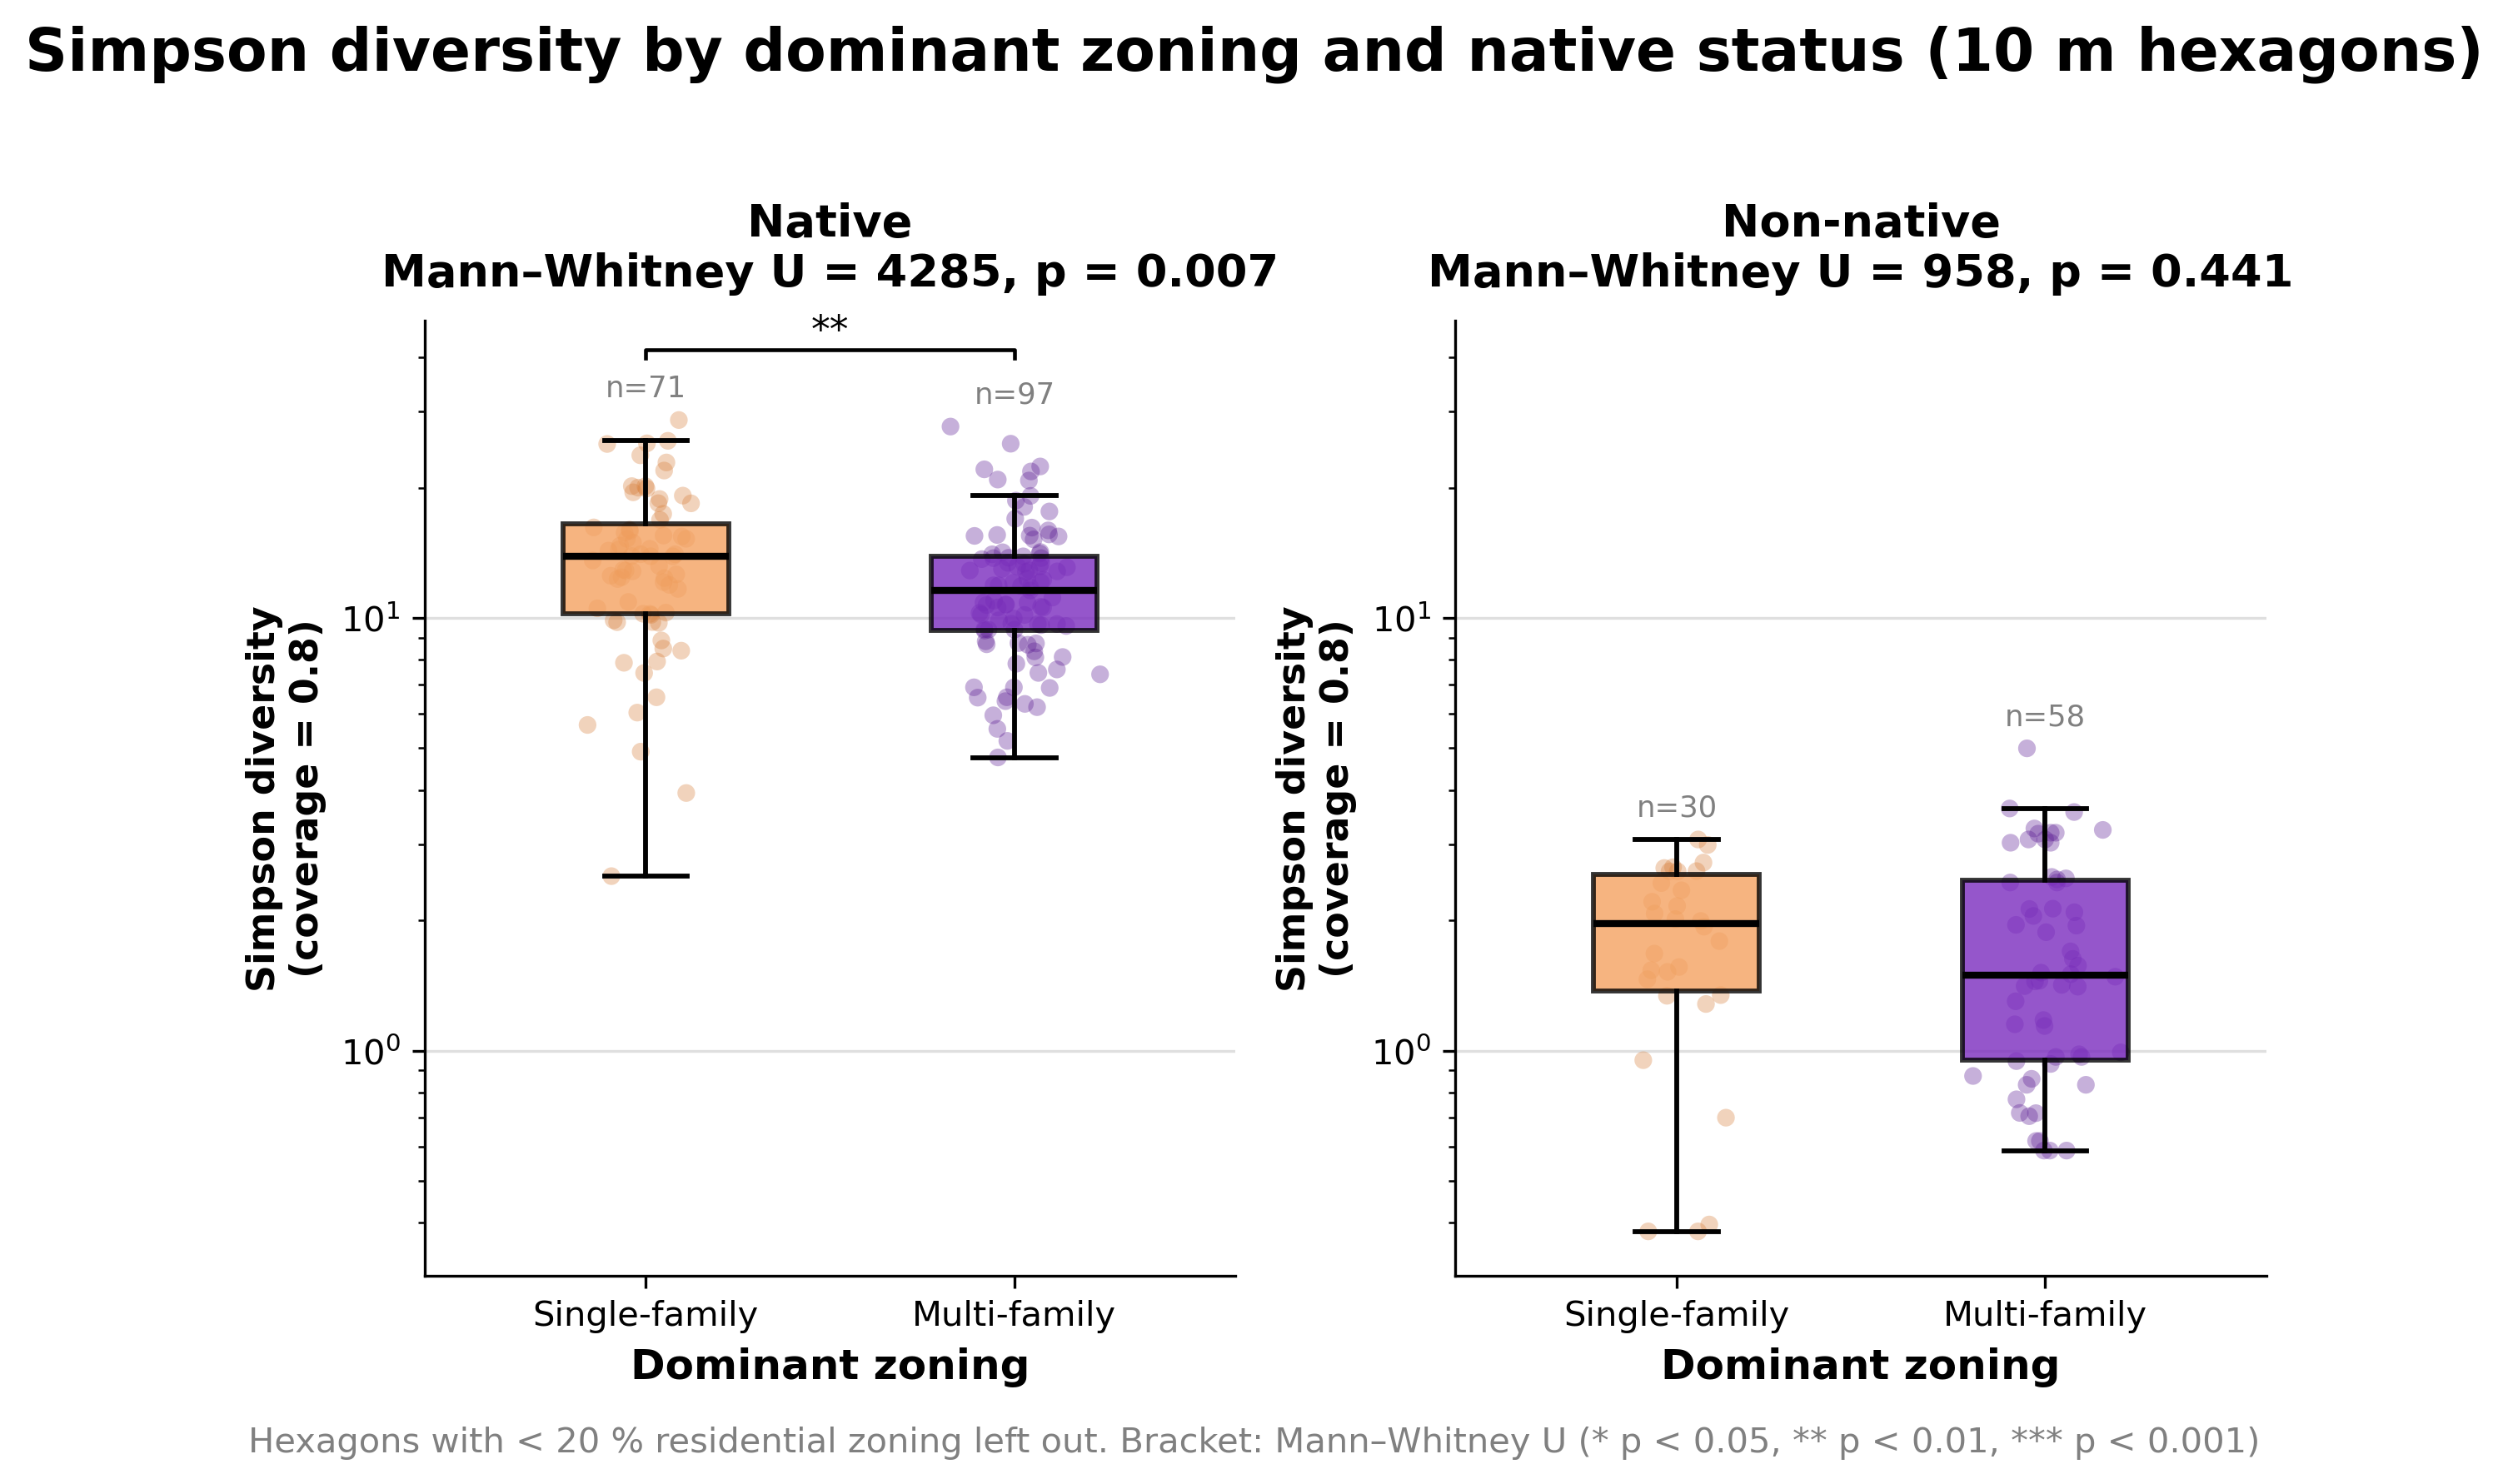 Simpson diversity by dominant zoning and native status (10 m hexagons)
Native
Mann–Whitney U = 4285, p = 0.007
**
n=71
n=97
Simpson diversity
(coverage = 0.8)
10¹
10⁰
Single-family
Multi-family
Dominant zoning
Non-native
Mann–Whitney U = 958, p = 0.441
n=58
n=30
Simpson diversity
(coverage = 0.8)
10¹
10⁰
Single-family
Multi-family
Dominant zoning
Hexagons with < 20 % residential zoning left out. Bracket: Mann–Whitney U (* p < 0.05, ** p < 0.01, *** p < 0.001)